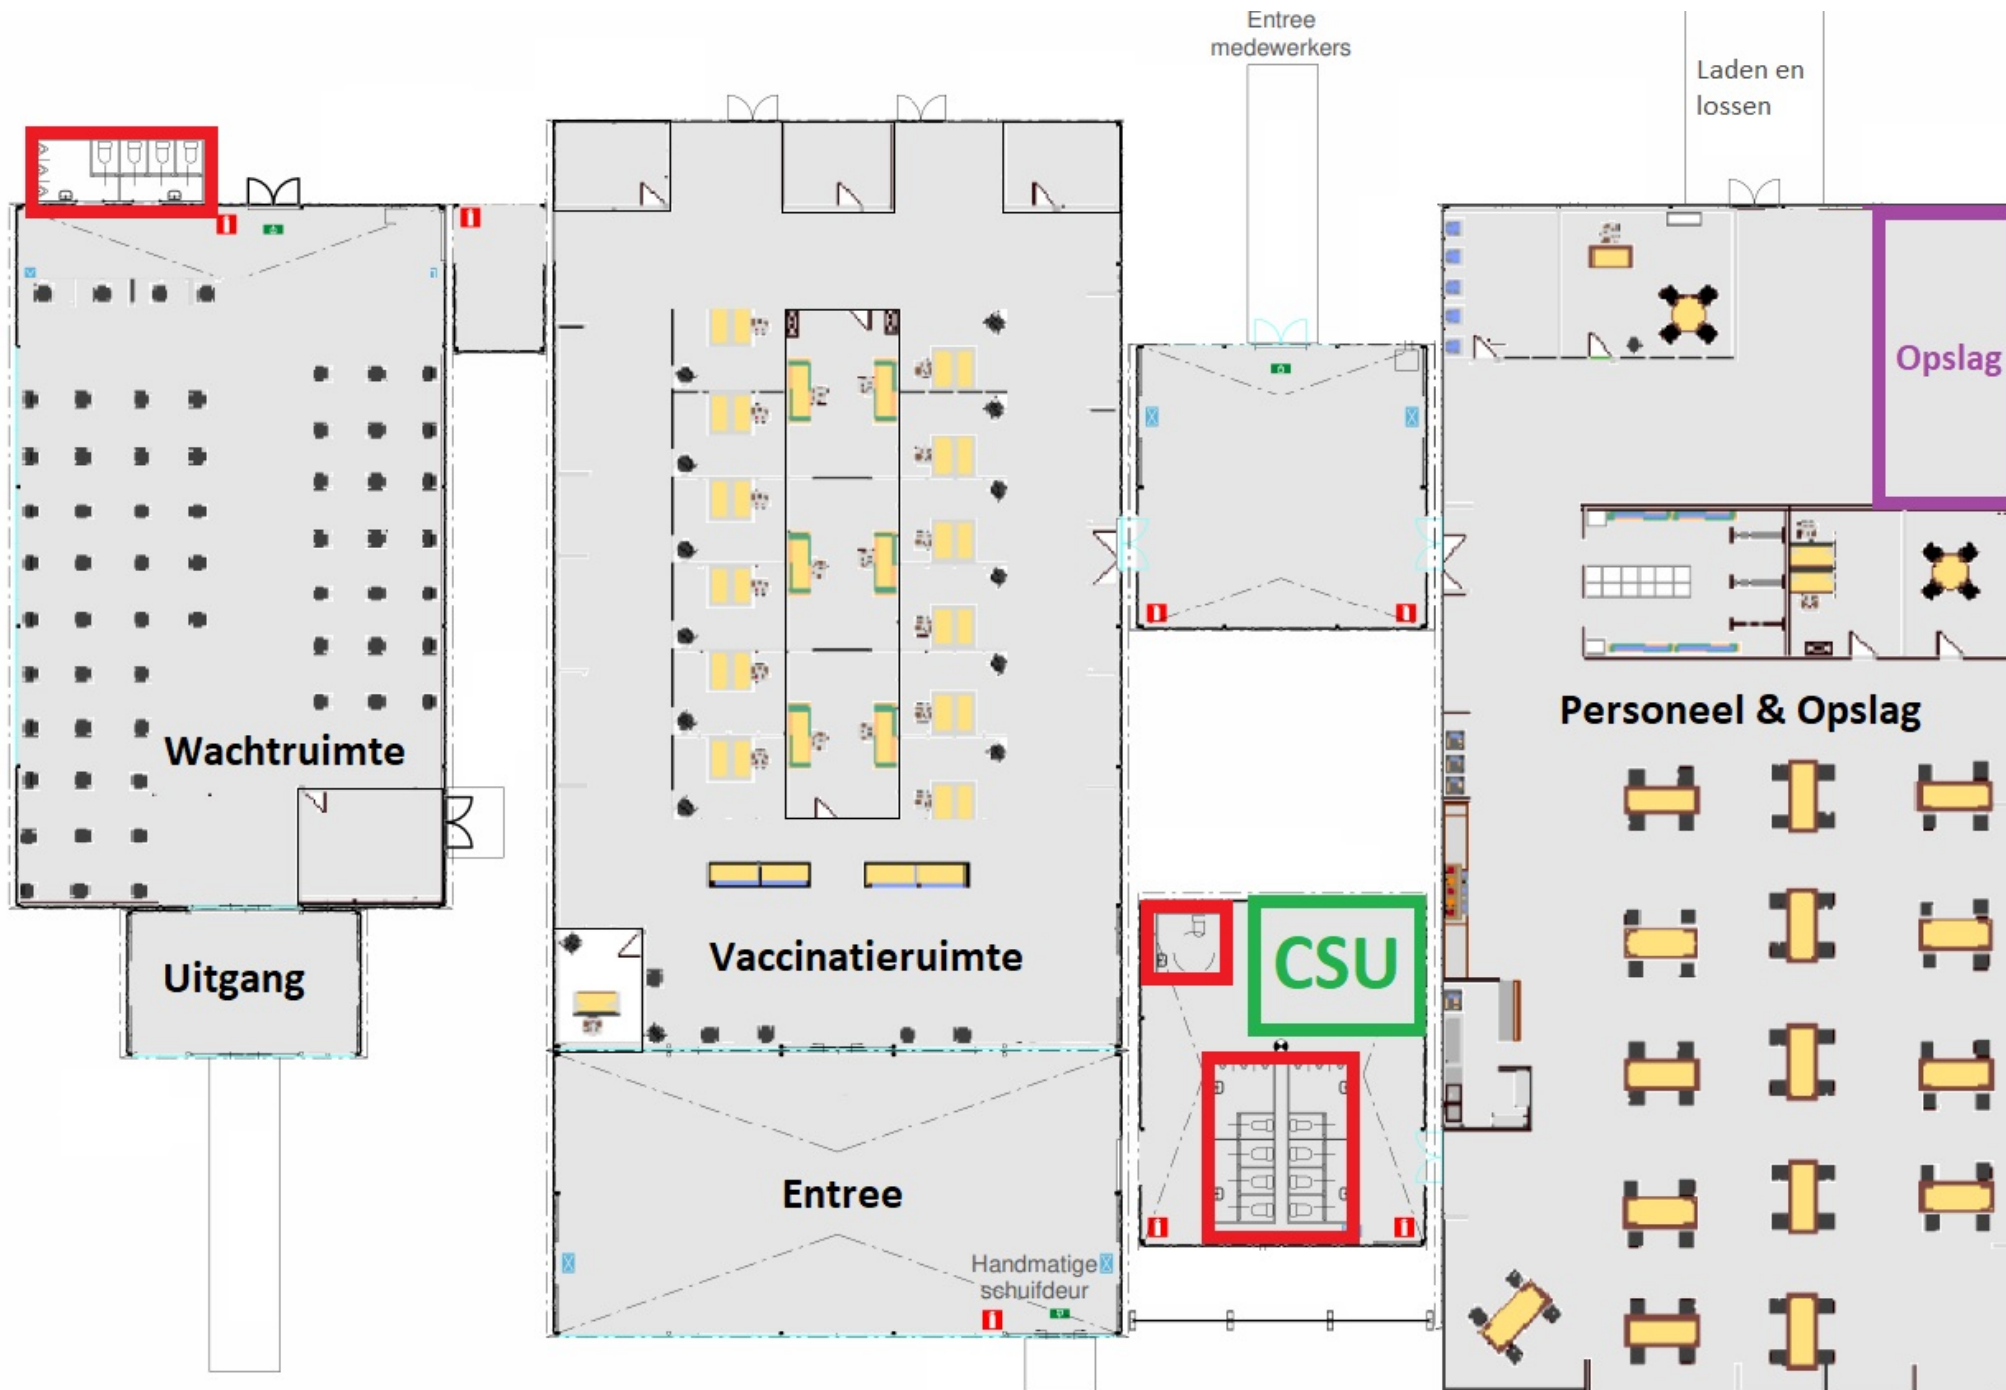 Entree
medewerkers
Laden en
lossen
Opslag
Personeel & Opslag
Wachtruimte
Vaccinatieruimte
CSU
Uitgang
Entree
Handmatige
schuifdeur